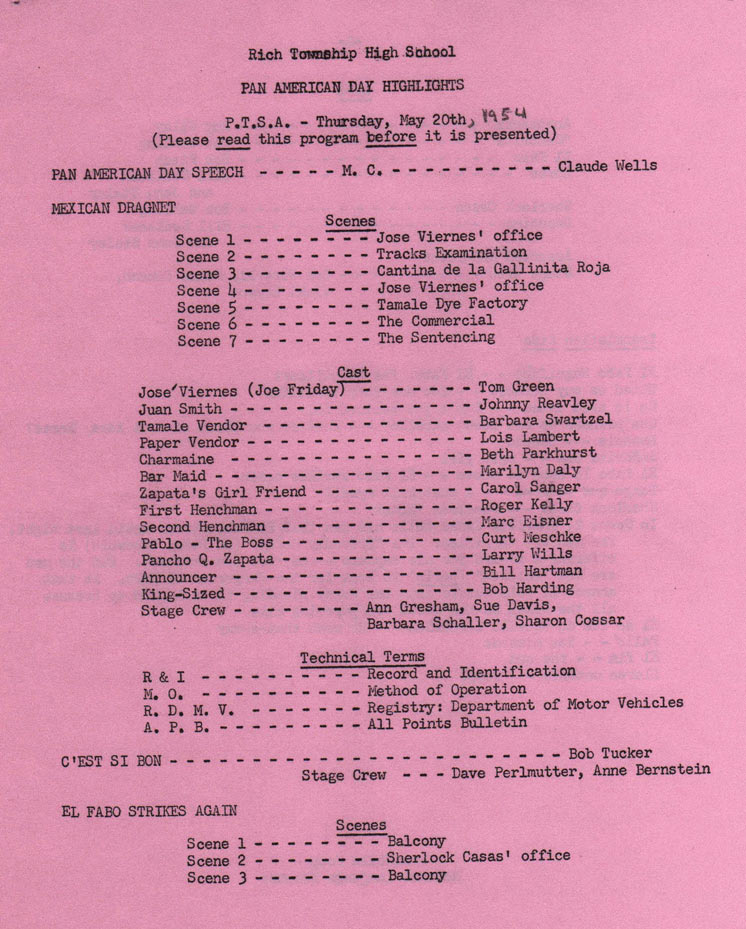 Rich Township High School
PAN AMERICAN DAY HIGHLIGHTS
P.T.S.A. - Thursday, May 20th, 1954
(Please read this program before it is presented)
PAN AMERICAN DAY SPEECH - - - - - M. C. - - - - - - - - - - Claude Wells
MEXICAN DRAGNET
Scenes
Scene 1 - - - - - - - - Jose Viernes' office
Scene 2 - - - - - - - - Tracks Examination
Scene 3 - - - - - - - - Cantina de la Gallinita Roja
Scene 4 - - - - - - - - Jose Viernes' office
Scene 5 - - - - - - - - Tamale Dye Factory
Scene 6 - - - - - - - - The Commercial
Scene 7 - - - - - - - - The Sentencing
Cast
Jose' Viernes (Joe Friday) - - - - - - - Tom Green
Juan Smith - - - - - - - - - - - - - - - Johnny Reavley
Tamale Vendor - - - - - - - - - - - - - - Barbara Swartzel
Paper Vendor - - - - - - - - - - - - - - Lois Lambert
Charmaine - - - - - - - - - - - - - - - Beth Parkhurst
Bar Maid - - - - - - - - - - - - - - - - Marilyn Daly
Zapata's Girl Friend - - - - - - - - - - Carol Sanger
First Henchman - - - - - - - - - - - - - Roger Kelly
Second Henchman - - - - - - - - - - - - - Marc Eisner
Pablo - The Boss - - - - - - - - - - - - Curt Meschke
Pancho Q. Zapata - - - - - - - - - - - - Larry Wills
Announcer - - - - - - - - - - - - - - - Bill Hartman
King-Sized - - - - - - - - - - - - - - - Bob Harding
Stage Crew - - - - - - - - Ann Gresham, Sue Davis,
Barbara Schaller, Sharon Cossar
Technical Terms
R & I - - - - - - - - - - Record and Identification
M. O. - - - - - - - - - - Method of Operation
R. D. M. V. - - - - - - - Registry: Department of Motor Vehicles
A. P. B. - - - - - - - - - All Points Bulletin
C'EST SI BON - - - - - - - - - - - - - - - - - - - - - - - - - Bob Tucker
Stage Crew - - - Dave Perlmutter, Anne Bernstein
EL FABO STRIKES AGAIN
Scenes
Scene 1 - - - - - - - - Balcony
Scene 2 - - - - - - - - Sherlock Casas' office
Scene 3 - - - - - - - - Balcony